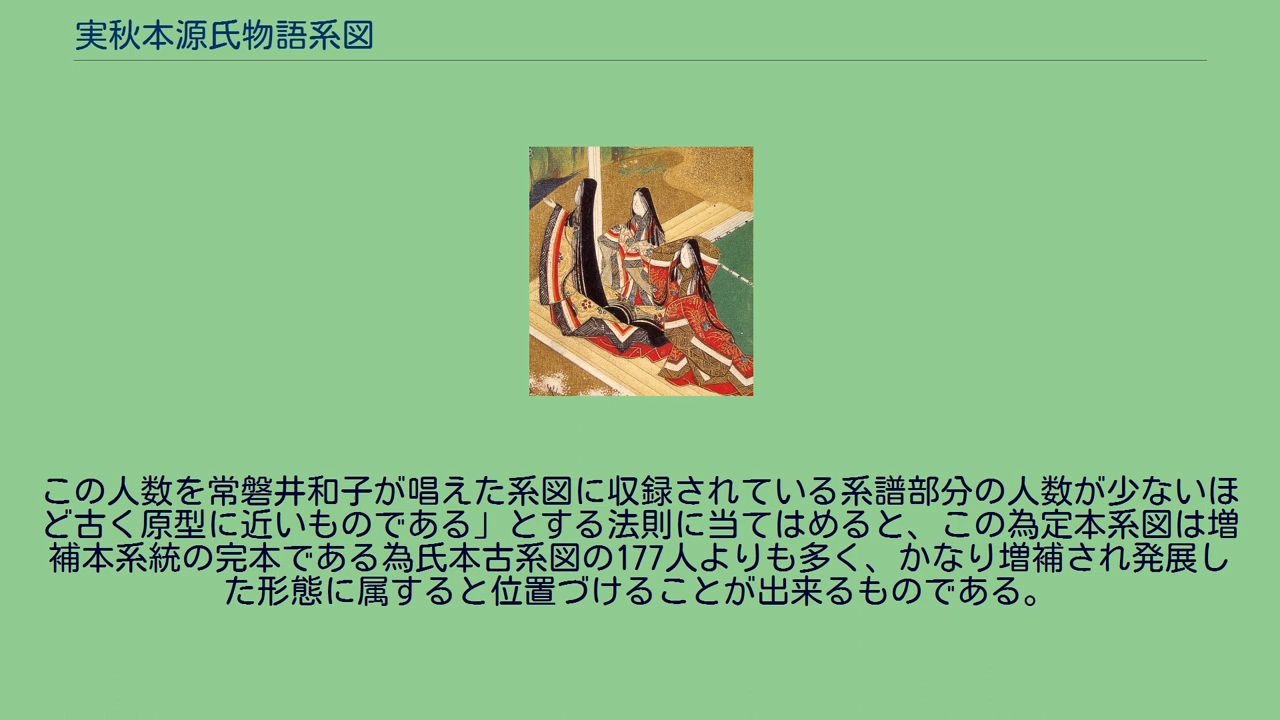 実秋本源氏物語系図
この人数を常磐井和子が唱えた系図に収録されている系譜部分の人数が少ないほ
ど古く原型に近いものである」とする法則に当てはめると、この為定本系図は増
補本系統の完本である為氏本古系図の177人よりも多く、かなり増補され発展し
た形態に属すると位置づけることが出来るものである。